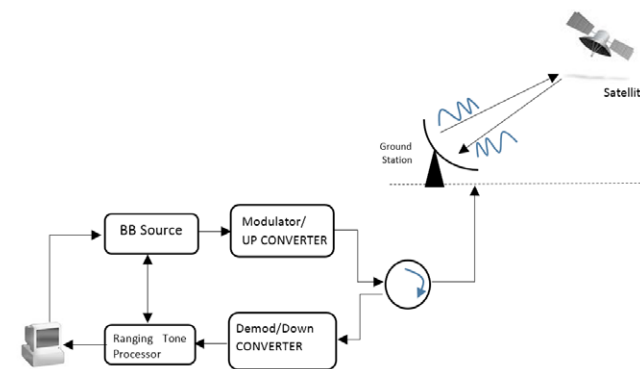 Satellit
Ground
Station
BB Source
Modulator/
UP CONVERTER
Ranging Tone
Processor
Demod/Down
CONVERTER